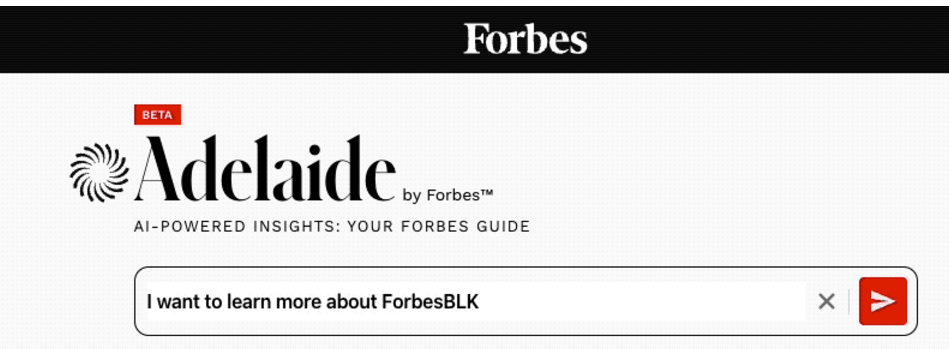 Forbes
BETA
Adelaide by Forbes™
AI-POWERED INSIGHTS: YOUR FORBES GUIDE
I want to learn more about ForbesBLK